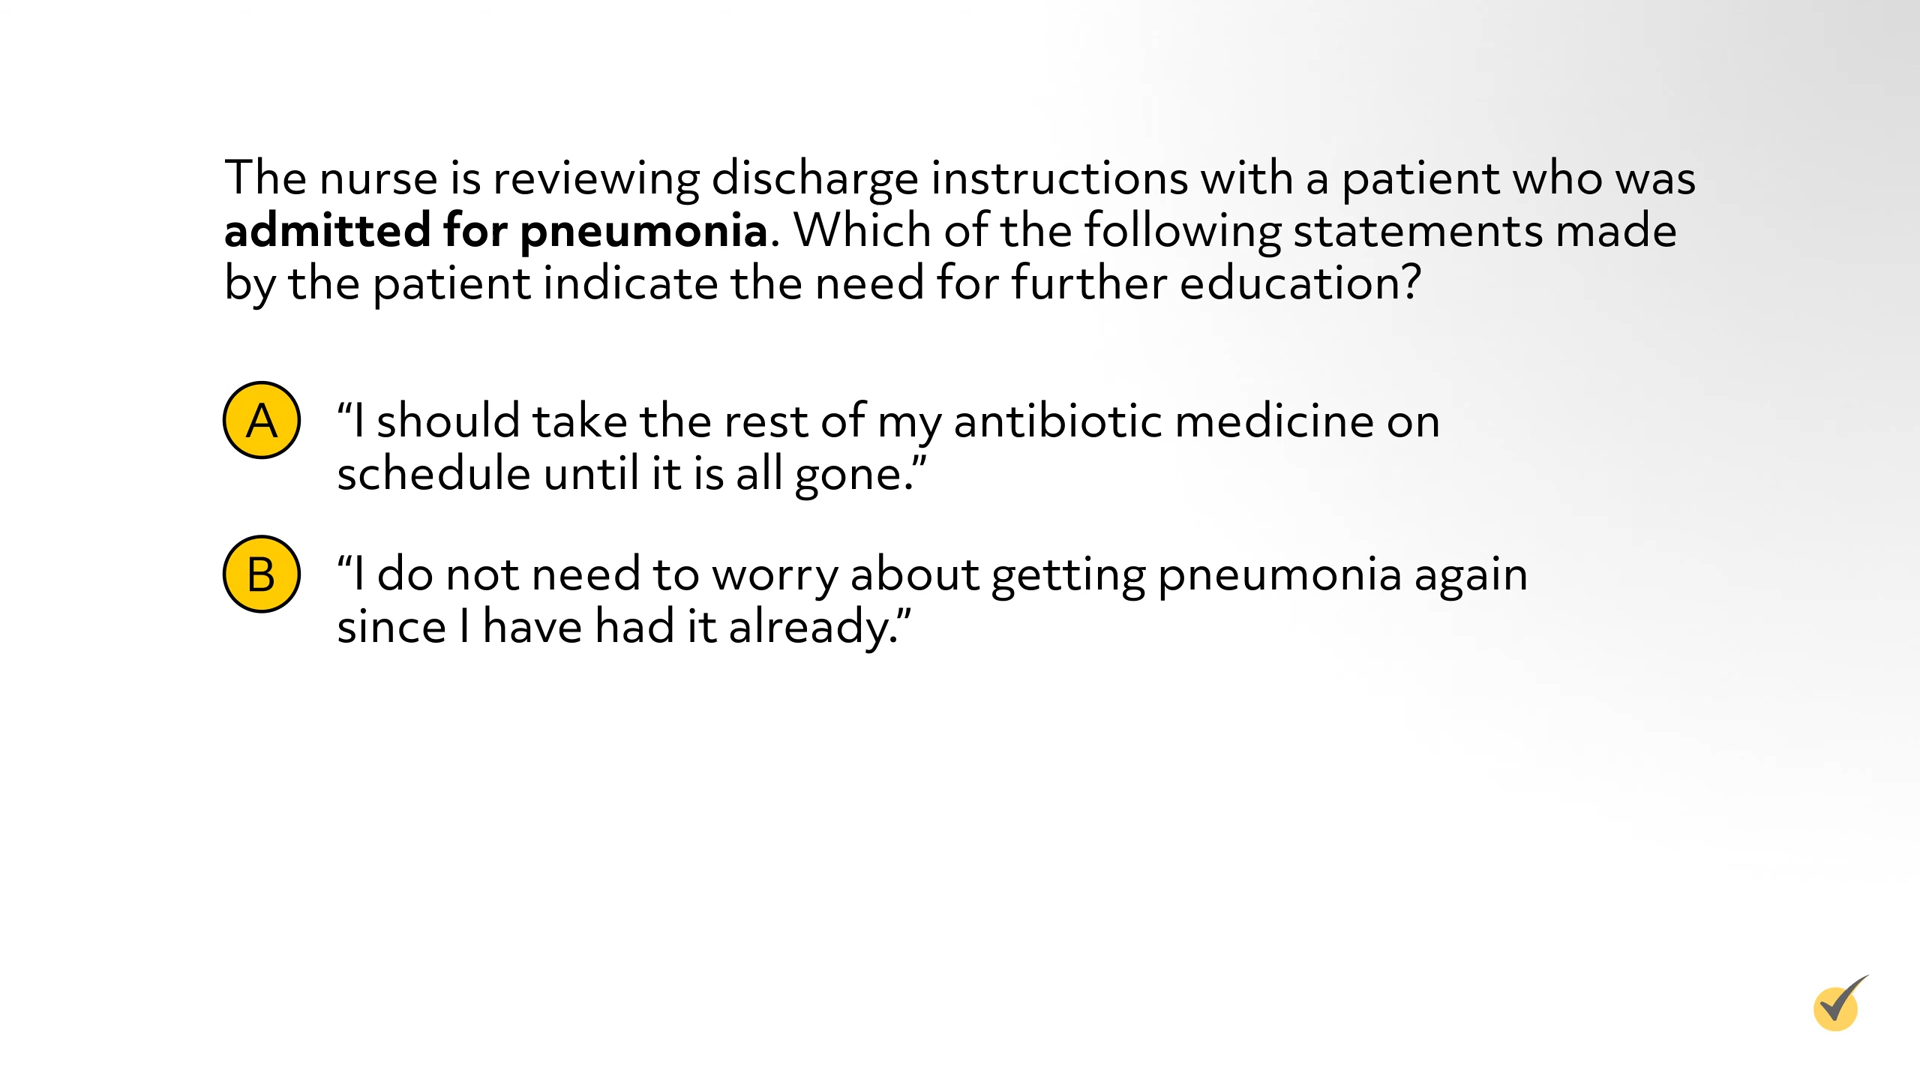 The nurse is reviewing discharge instructions with a patient who was
admitted for pneumonia. Which of the following statements made
by the patient indicate the need for further education?
A “I should take the rest of my antibiotic medicine on
schedule until it is all gone.”
B “I do not need to worry about getting pneumonia again
since I have had it already.”